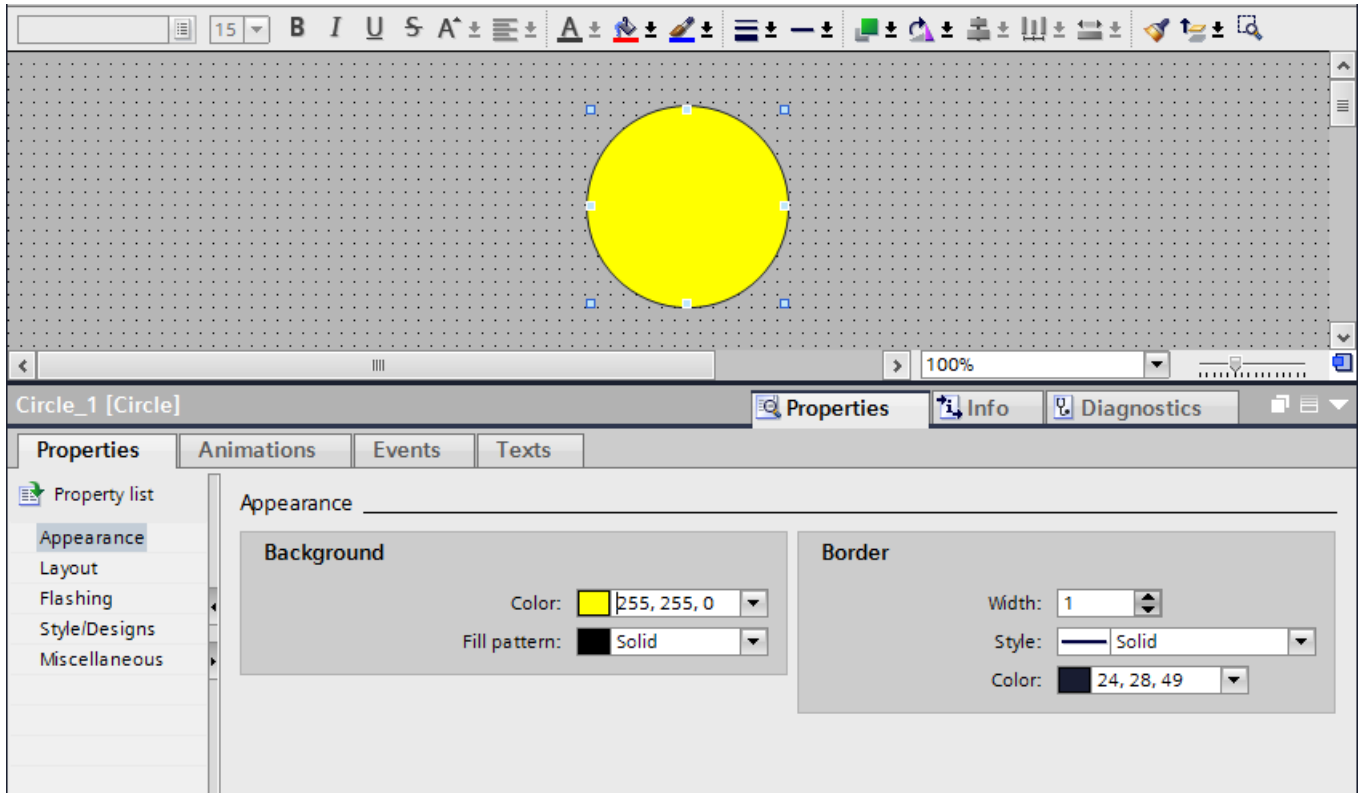 15 B I U S A A
100%
Circle_1 [Circle] Properties Info Diagnostics
Properties Animations Events Texts
Property list
Appearance
Layout
Flashing
Style/Designs
Miscellaneous
Appearance
Background
Color: 255, 255, 0
Fill pattern: Solid
Border
Width: 1
Style: Solid
Color: 24, 28, 49